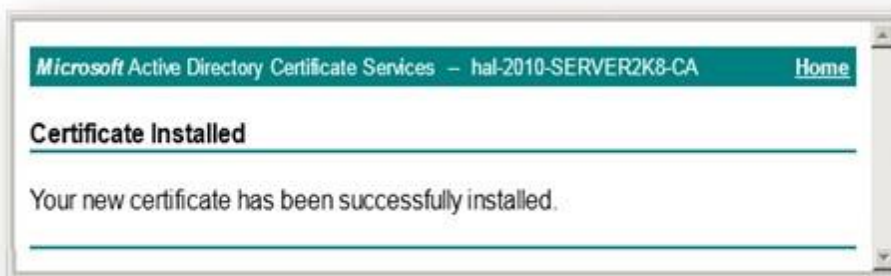 Microsoft Active Directory Certificate Services – hal-2010-SERVER2K8-CA Home
Certificate Installed
Your new certificate has been successfully installed.